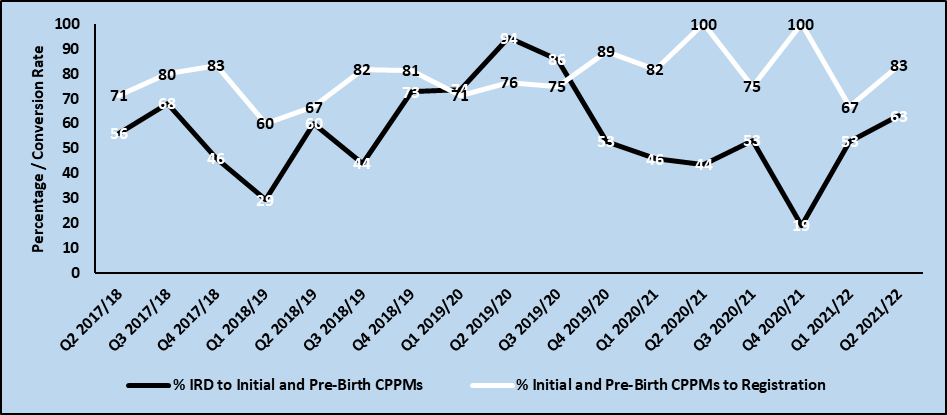 Percentage / Conversion Rate
100
90
80
70
60
50
40
30
20
10
0
71 80 83 60 67 82 81 71 76 75 89 82 100 75 100 67 83
56 68 46 29 60 44 73 94 86 53 46 44 53 19 53 63
Q2 2017/18 Q3 2017/18 Q4 2017/18 Q1 2018/19 Q2 2018/19 Q3 2018/19 Q4 2018/19 Q1 2019/20 Q2 2019/20 Q3 2019/20 Q4 2019/20 Q1 2020/21 Q2 2020/21 Q3 2020/21 Q4 2020/21 Q1 2021/22 Q2 2021/22
% IRD to Initial and Pre-Birth CPPMs % Initial and Pre-Birth CPPMs to Registration